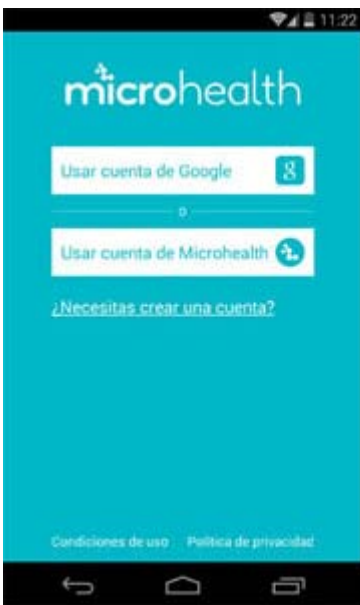 11:22
microhealth
Usar cuenta de Google
o
Usar cuenta de Microhealth
¿Necesitas crear una cuenta?
Condiciones de uso Política de privacidad